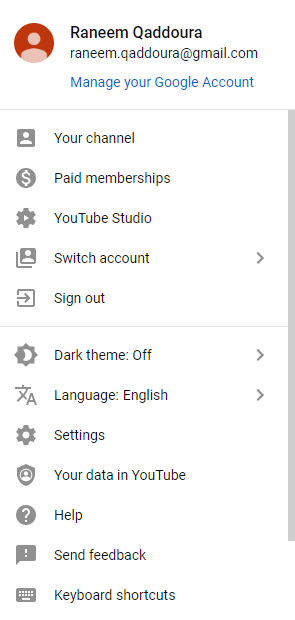 Raneem Qaddoura
raneem.qaddoura@gmail.com
Manage your Google Account
Your channel
Paid memberships
YouTube Studio
Switch account
Sign out
Dark theme: Off
Language: English
Settings
Your data in YouTube
Help
Send feedback
Keyboard shortcuts